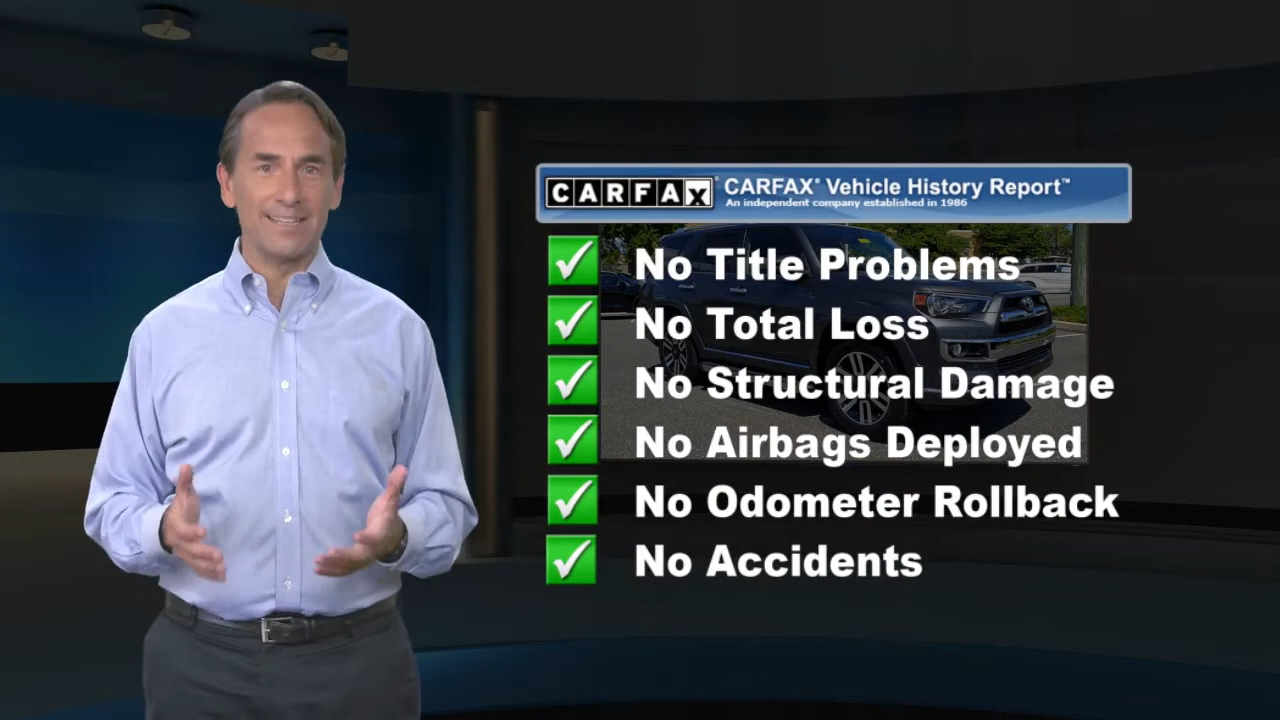 CARFAX® CARFAX® Vehicle History Report™
An independent company established in 1986
No Title Problems
No Total Loss
No Structural Damage
No Airbags Deployed
No Odometer Rollback
No Accidents